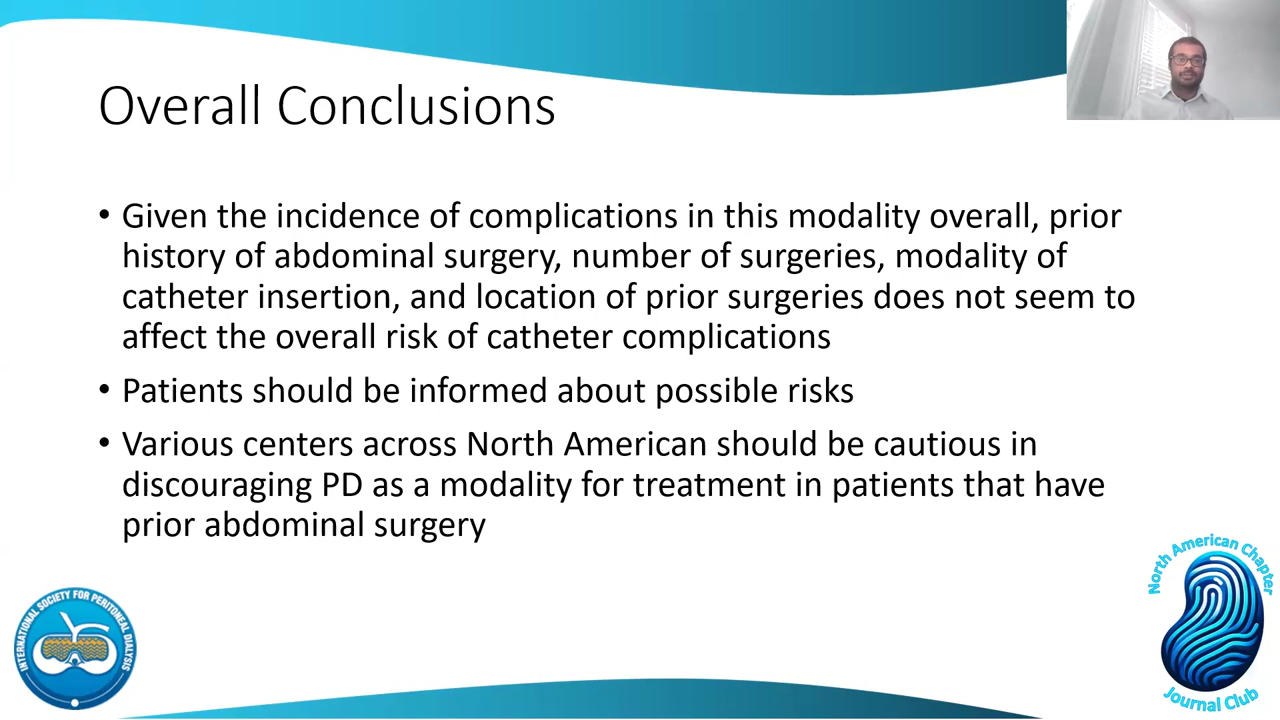 Overall Conclusions
• Given the incidence of complications in this modality overall, prior
history of abdominal surgery, number of surgeries, modality of
catheter insertion, and location of prior surgeries does not seem to
affect the overall risk of catheter complications
• Patients should be informed about possible risks
• Various centers across North American should be cautious in
discouraging PD as a modality for treatment in patients that have
prior abdominal surgery
INTERNATIONAL SOCIETY FOR PERITONEAL DIALYSIS
North American Chapter
Journal Club